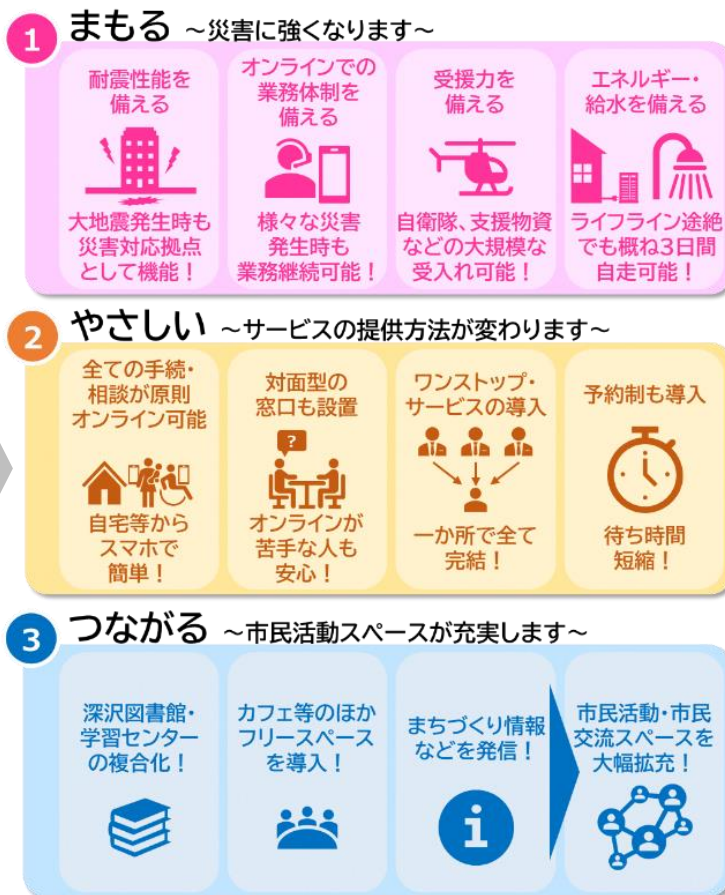 1 まもる ～災害に強くなります～
耐震性能を
備える
大地震発生時も
災害対応拠点
として機能！
オンラインでの
業務体制を
備える
様々な災害
発生時も
業務継続可能！
受援力を
備える
自衛隊、支援物資
などの大規模な
受入れ可能！
エネルギー・
給水を備える
ライフライン途絶
でも概ね3日間
自走可能！
2 やさしい ～サービスの提供方法が変わります～
全ての手続・
相談が原則
オンライン可能
自宅等から
スマホで
簡単！
対面型の
窓口も設置
?
オンラインが
苦手な人も
安心！
ワンストップ・
サービスの導入
一か所で全て
完結！
予約制も導入
待ち時間
短縮！
3 つながる ～市民活動スペースが充実します～
深沢図書館・
学習センター
の複合化！
カフェ等のほか
フリースペース
を導入！
まちづくり情報
などを発信！
i
市民活動・市民
交流スペースを
大幅拡充！